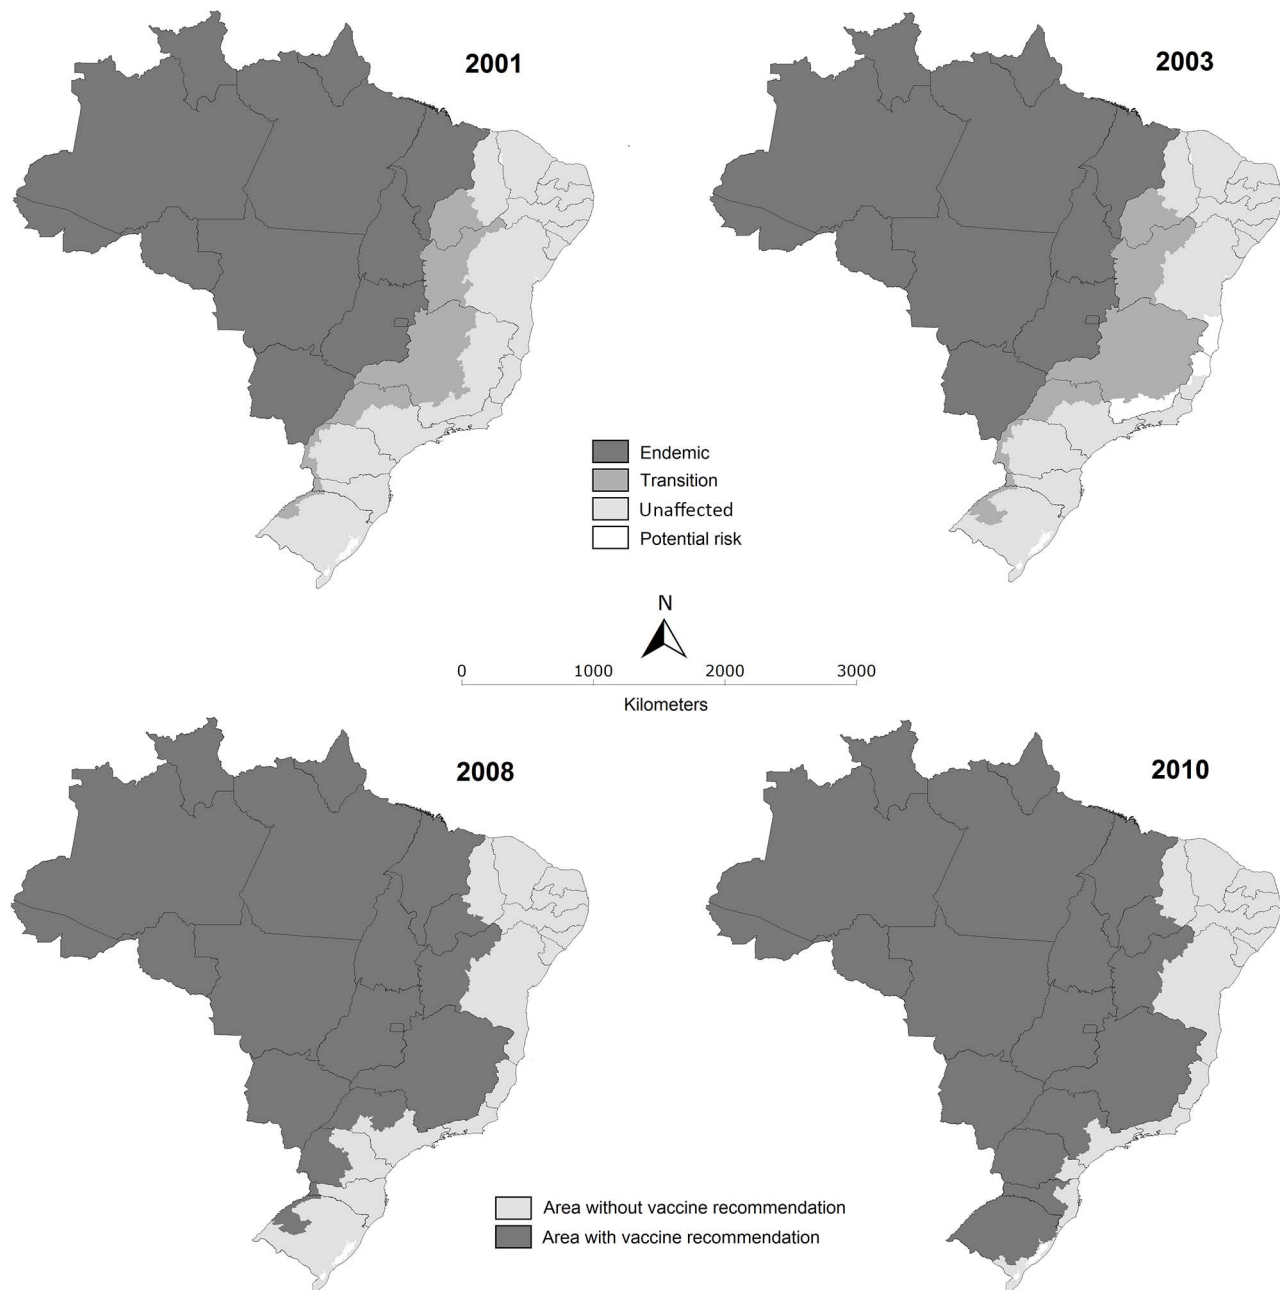 2001
2003
Endemic
Transition
Unaffected
Potential risk
N
0 1000 2000 3000
Kilometers
2008
2010
Area without vaccine recommendation
Area with vaccine recommendation